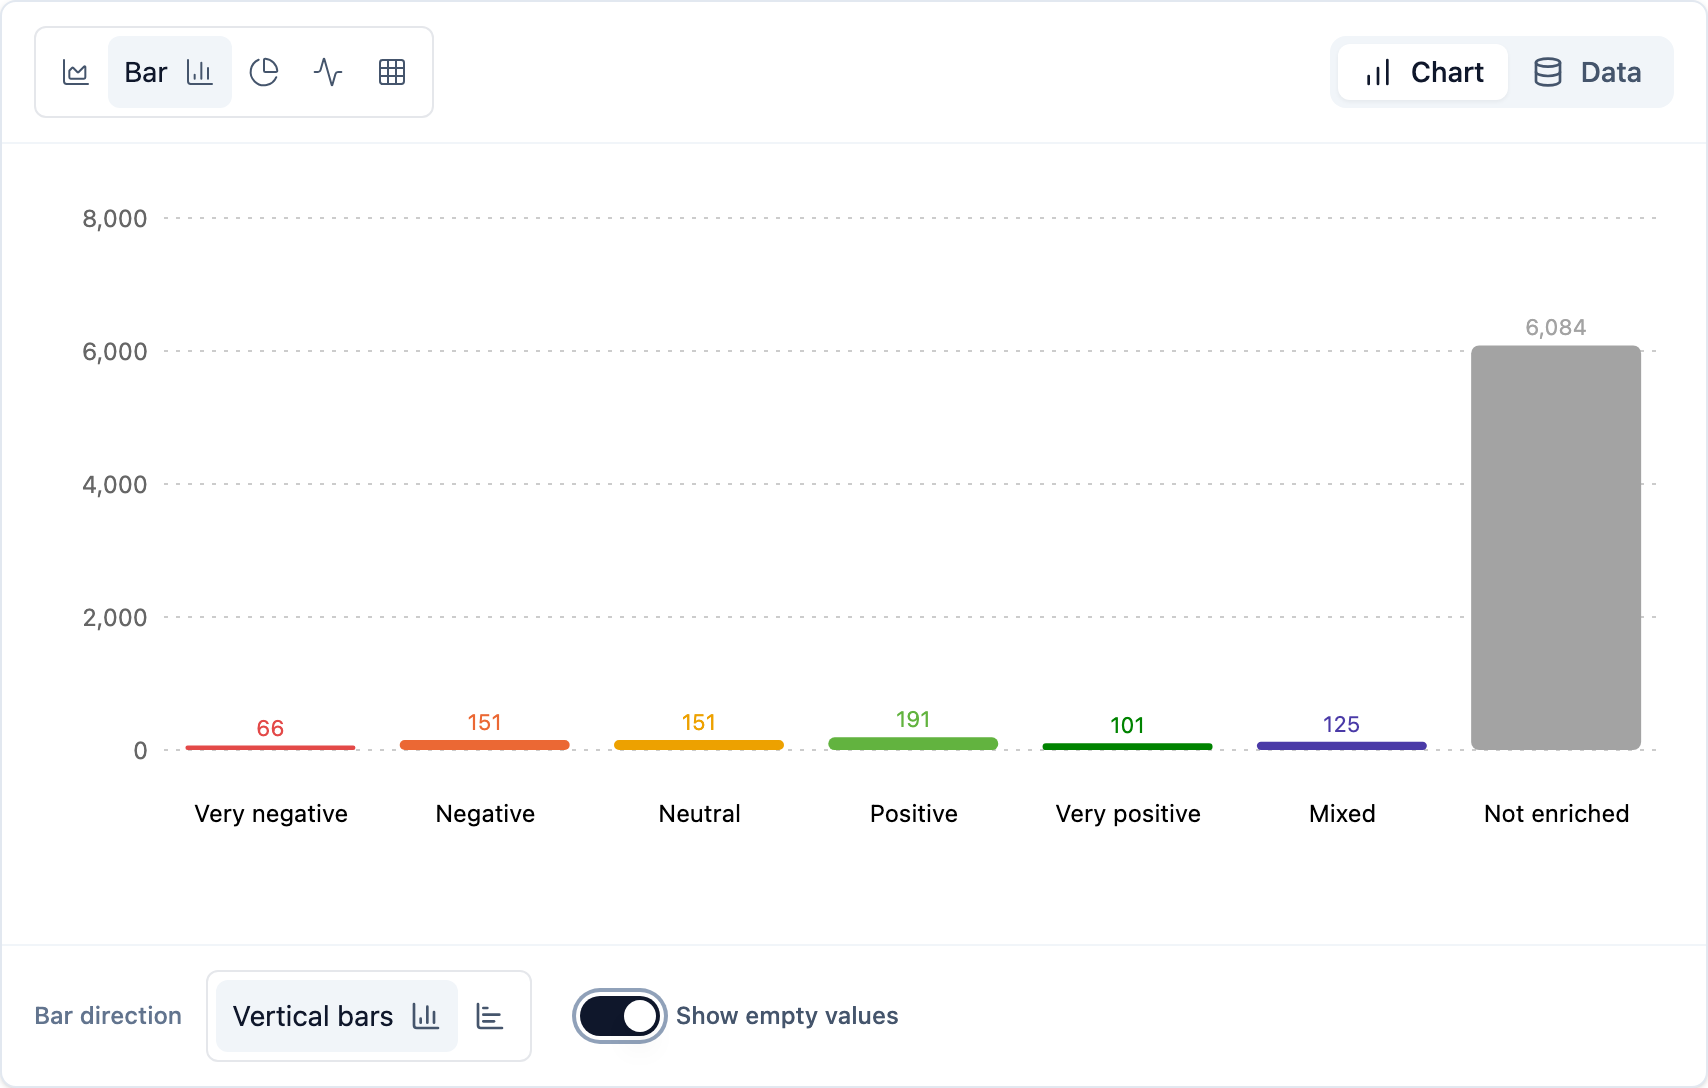 Bar
Chart
Data
8,000
6,000
4,000
2,000
0
66
151
151
191
101
125
6,084
Very negative
Negative
Neutral
Positive
Very positive
Mixed
Not enriched
Bar direction
Vertical bars
Show empty values